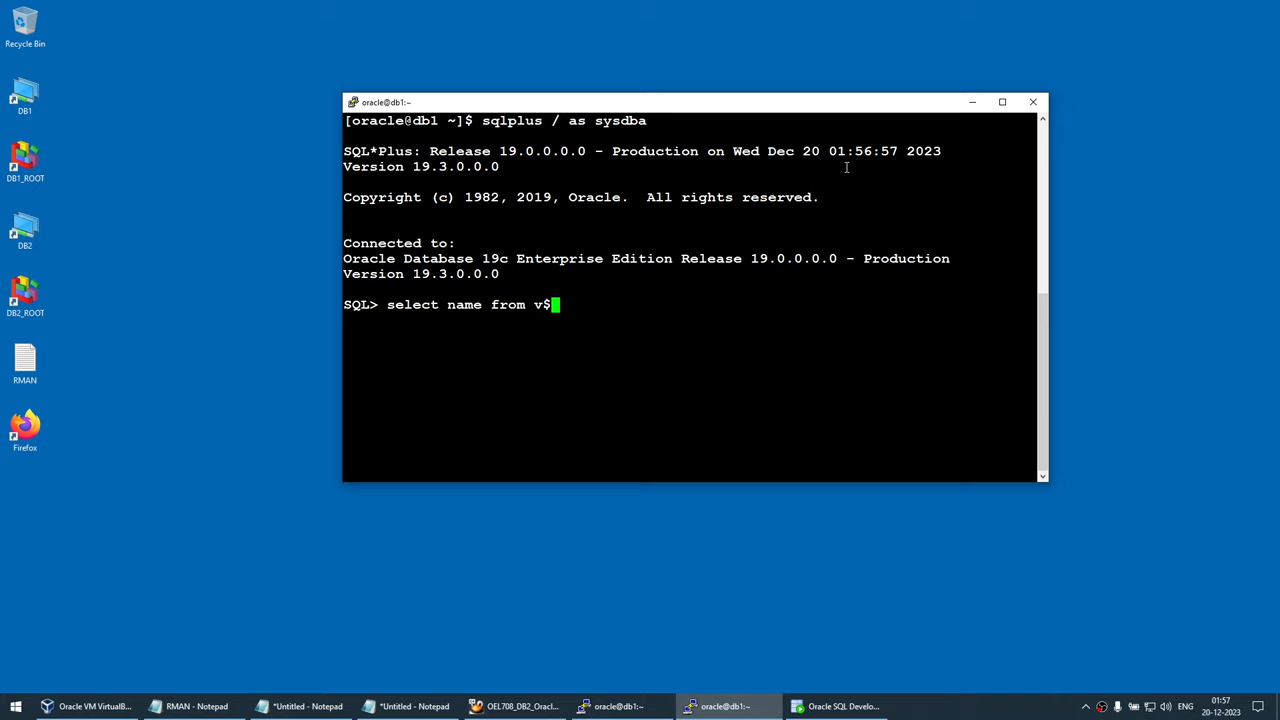 Recycle Bin
DB1
DB1_ROOT
DB2
DB2_ROOT
RMAN
Firefox
oracle@db1:~
[oracle@db1 ~]$ sqlplus / as sysdba
SQL*Plus: Release 19.0.0.0.0 - Production on Wed Dec 20 01:56:57 2023
Version 19.3.0.0.0
Copyright (c) 1982, 2019, Oracle.  All rights reserved.
Connected to:
Oracle Database 19c Enterprise Edition Release 19.0.0.0.0 - Production
Version 19.3.0.0.0
SQL> select name from v$
Oracle VM VirtualB...
RMAN - Notepad
*Untitled - Notepad
*Untitled - Notepad
OEL708_DB2_Oracl...
oracle@db1:~
oracle@db1:~
Oracle SQL Develo...
ENG
01:57
20-12-2023